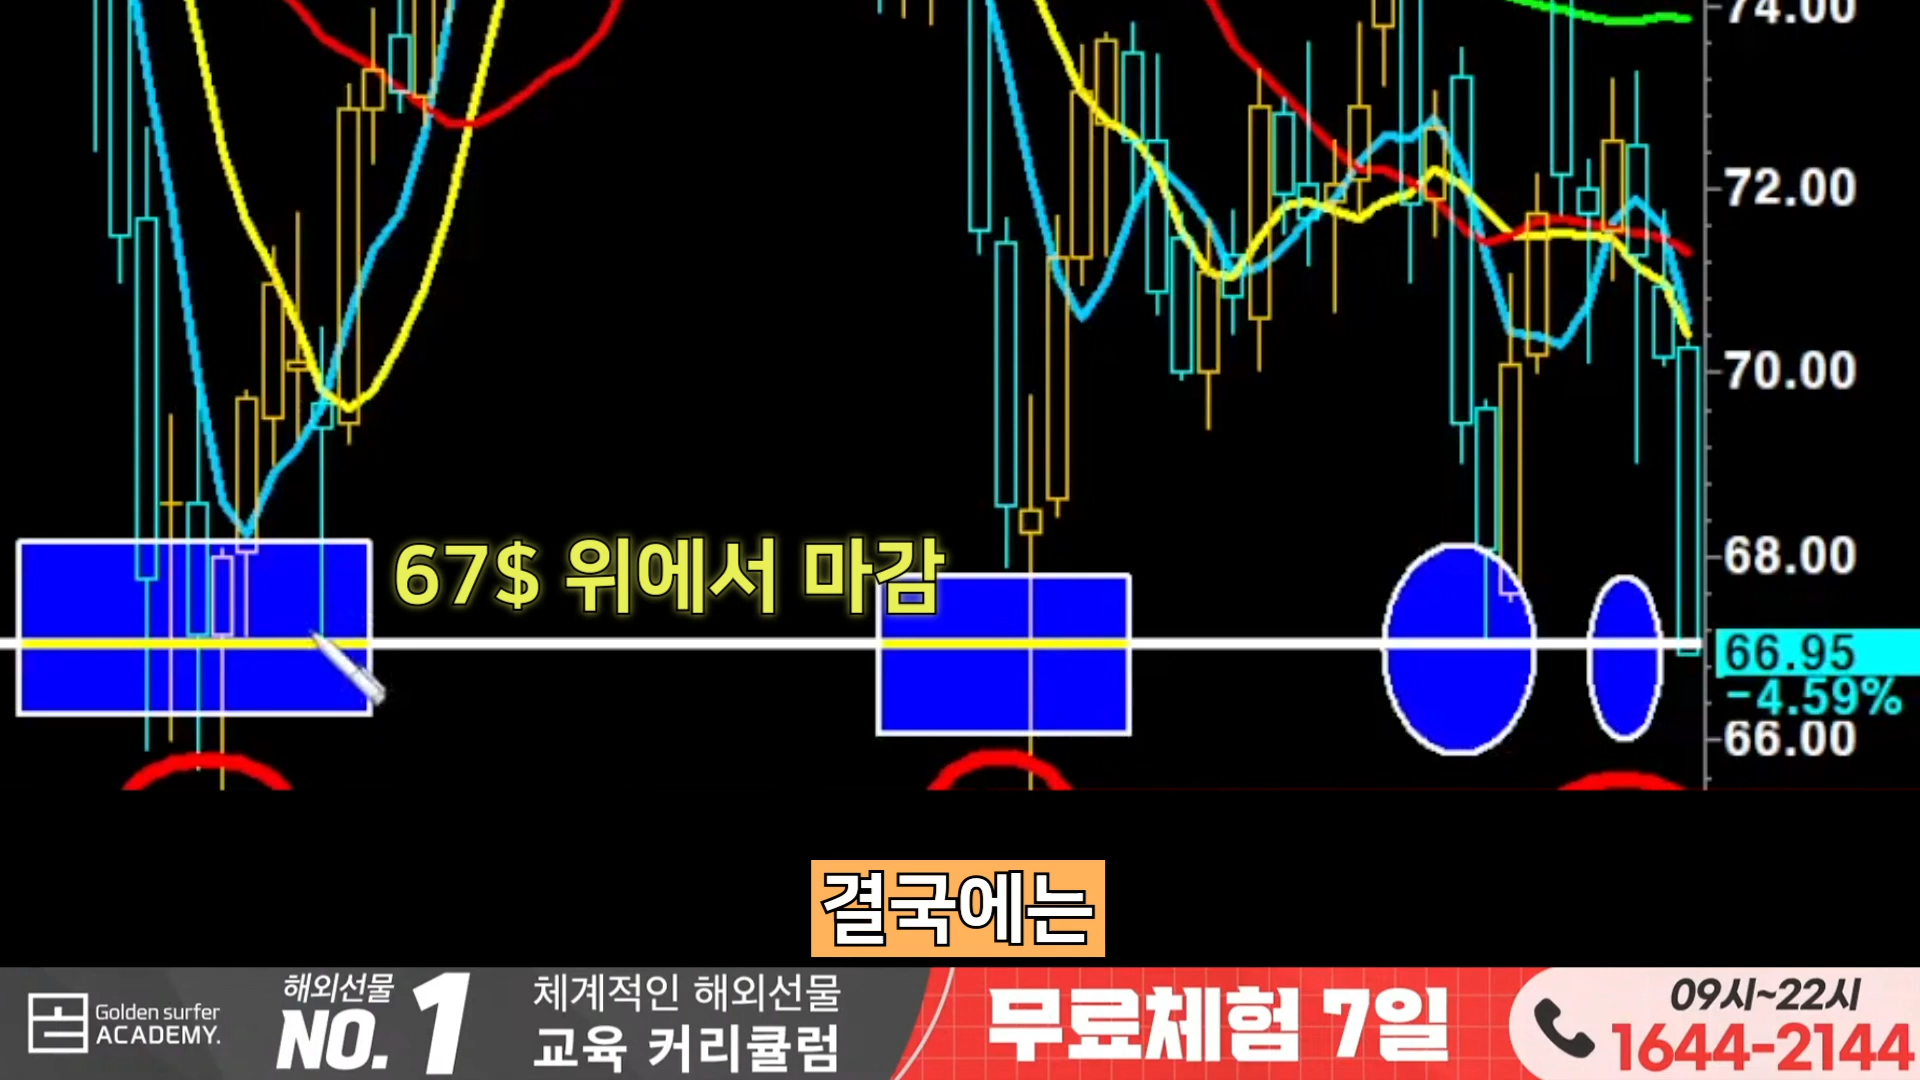 74.00
72.00
70.00
68.00
67$ 위에서 마감
66.95
-4.59%
66.00
결국에는
Golden surfer
ACADEMY.
해외선물
NO. 1
체계적인 해외선물
교육 커리큘럼
무료체험 7일
09시~22시
1644-2144